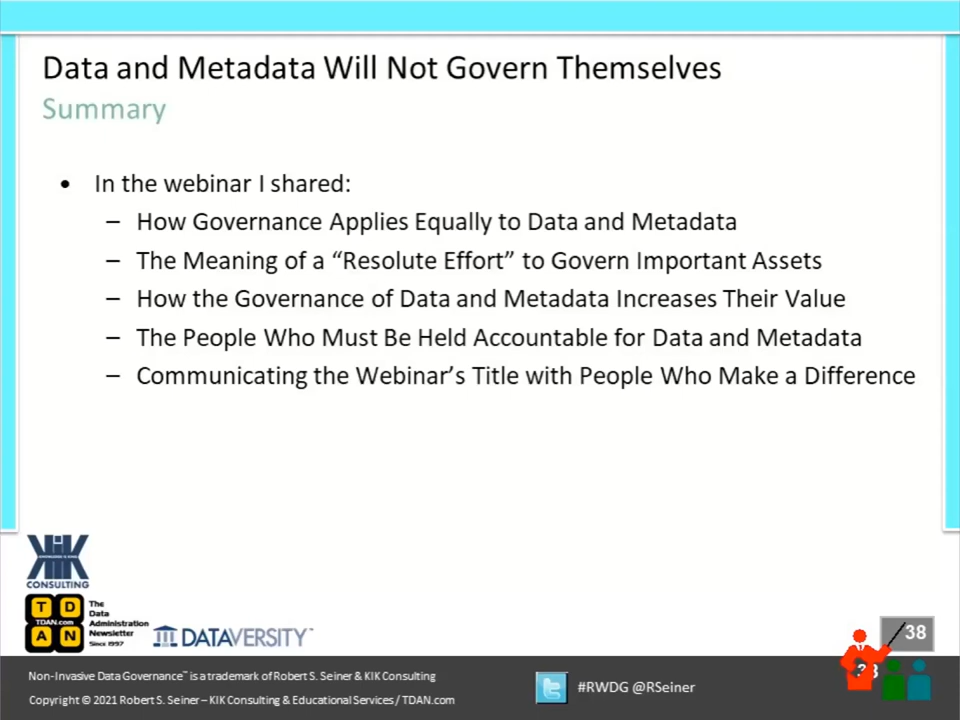 Data and Metadata Will Not Govern Themselves
Summary
• In the webinar I shared:
– How Governance Applies Equally to Data and Metadata
– The Meaning of a “Resolute Effort” to Govern Important Assets
– How the Governance of Data and Metadata Increases Their Value
– The People Who Must Be Held Accountable for Data and Metadata
– Communicating the Webinar’s Title with People Who Make a Difference
KIK
CONSULTING
T D
TDAN.com
A N
The
Data
Administration
Newsletter
Since 1997
DATAVERSITY™
38
Non-Invasive Data Governance™ is a trademark of Robert S. Seiner & KIK Consulting
#RWDG @RSeiner
Copyright © 2021 Robert S. Seiner – KIK Consulting & Educational Services / TDAN.com